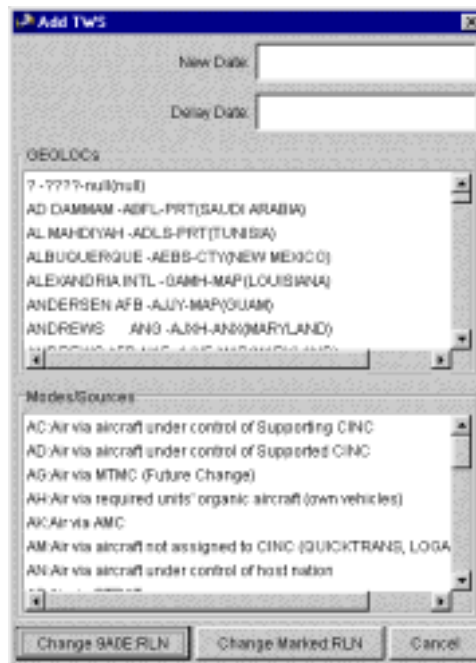 Add TWS
New Date:
Delay Date:
GEOLOCs
? -????-null(null)
AD DAMMAM -ABFL-PRT(SAUDI ARABIA)
AL MAHDIYAH -ADLS-PRT(TUNISIA)
ALBUQUERQUE -AEBS-CTY(NEW MEXICO)
ALEXANDRIA INTL -GAMH-MAP(LOUISIANA)
ANDERSEN AFB -AJJY-MAP(GUAM)
ANDREWS ANG -AJXH-ANX(MARYLAND)
Modes/Sources
AC:Air via aircraft under control of Supporting CINC
AD:Air via aircraft under control of Supported CINC
AG:Air via MTMC (Future Change)
AH:Air via required units' organic aircraft (own vehicles)
AK:Air via AMC
AM:Air via aircraft not assigned to CINC (QUICKTRANS, LOGA
AN:Air via aircraft under control of host nation
Change 9A0E:RLN Change Marked:RLN Cancel